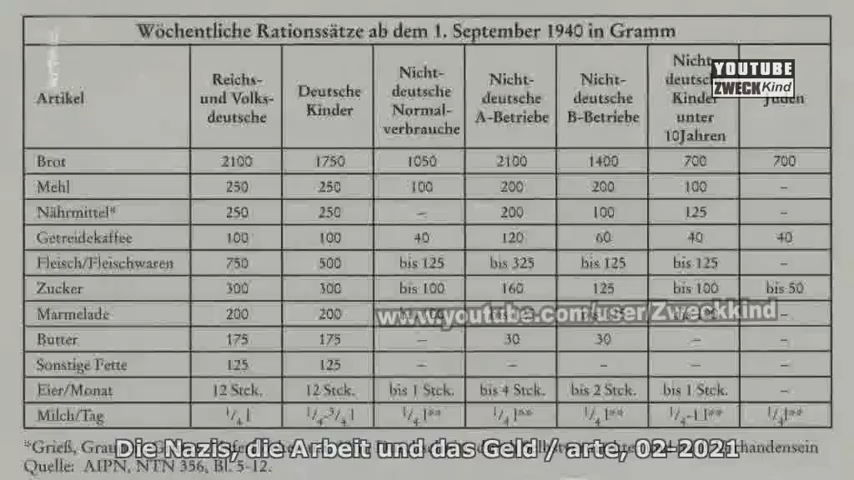 Wöchentliche Rationssätze ab dem 1. September 1940 in Gramm
Artikel | Reichs- und Volks- deutsche | Deutsche Kinder | Nicht- deutsche Normal- verbrauche | Nicht- deutsche A-Betriebe | Nicht- deutsche B-Betriebe | Nicht- deutsche Kinder unter 10Jahren | Juden
YOUTUBE
ZWECKKind
Brot 2100 1750 1050 2100 1400 700 700
Mehl 250 250 100 200 200 100 –
Nährmittel* 250 250 – 200 100 125 –
Getreidekaffee 100 100 40 120 60 40 40
Fleisch/Fleischwaren 750 500 bis 125 bis 325 bis 125 bis 125 –
Zucker 300 300 bis 100 160 125 bis 100 bis 50
Marmelade 200 200 –
www.youtube.com/user/Zweckkind
Butter 175 175 – 30 30 – –
Sonstige Fette 125 125 – – – – –
Eier/Monat 12 Stck. 12 Stck. bis 1 Stck. bis 4 Stck. bis 2 Stck. bis 1 Stck. –
Milch/Tag 1/4 l 1/4-3/4 l 1/4 l** 1/4 l** 1/4 l** 1/4-1 l** 1/4 l**
*Grieß,
Die Nazis, die Arbeit und das Geld / arte, 02-2021
Quelle: AIPN, NTN 356, Bl. 5-12.